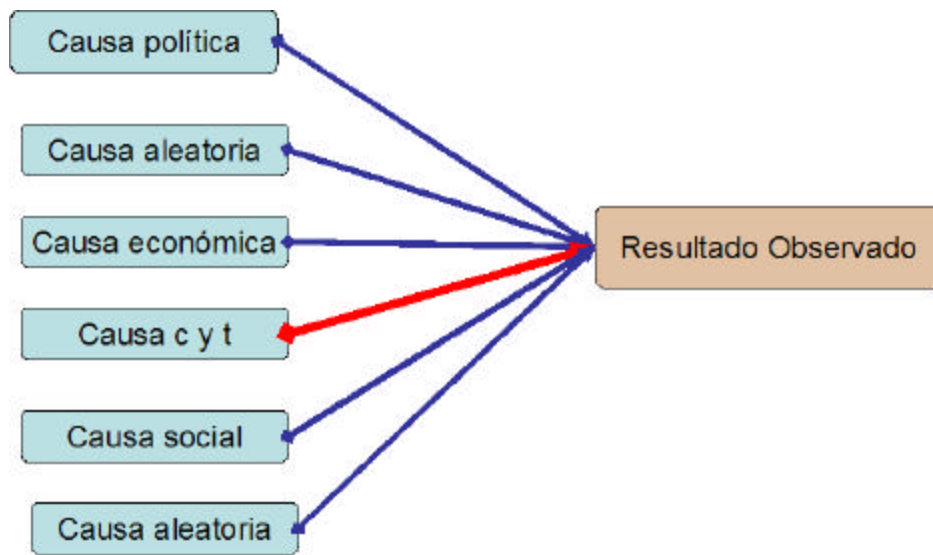 Causa política
Causa aleatoria
Causa económica
Resultado Observado
Causa c y t
Causa social
Causa aleatoria